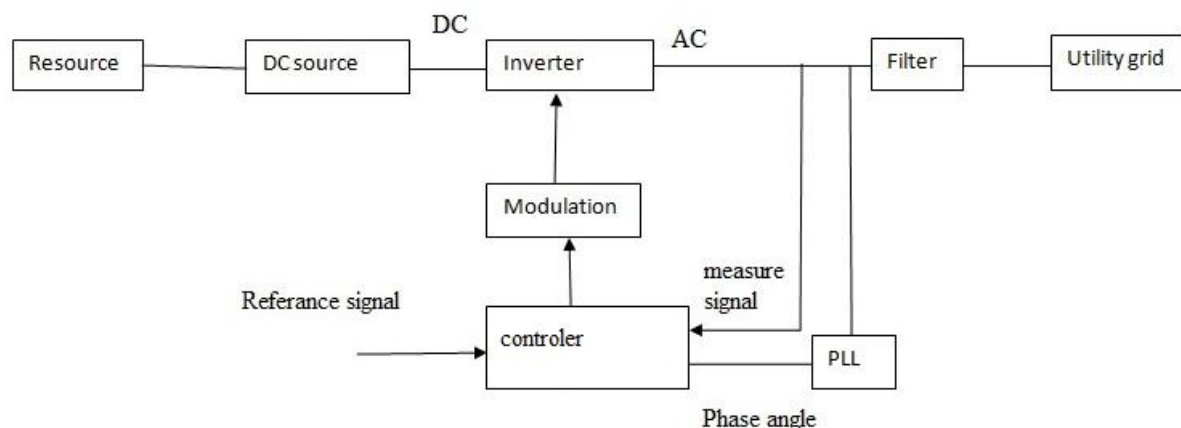 DC
AC
Resource
DC source
Inverter
Filter
Utility grid
Modulation
measure
signal
Referance signal
controler
PLL
Phase angle